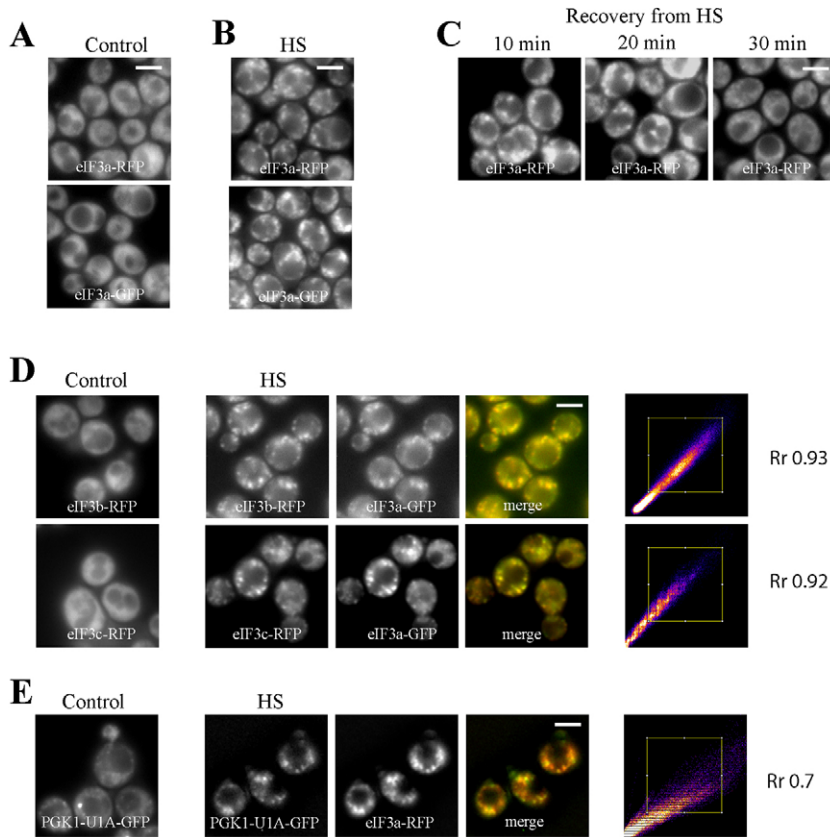 A
Control
eIF3a-RFP
eIF3a-GFP
B
HS
eIF3a-RFP
eIF3a-GFP
C
Recovery from HS
10 min 20 min 30 min
eIF3a-RFP eIF3a-RFP eIF3a-RFP
D
Control HS
eIF3b-RFP eIF3b-RFP eIF3a-GFP merge Rr 0.93
eIF3c-RFP eIF3c-RFP eIF3a-GFP merge Rr 0.92
E
Control HS
PGK1-U1A-GFP PGK1-U1A-GFP eIF3a-RFP merge Rr 0.7